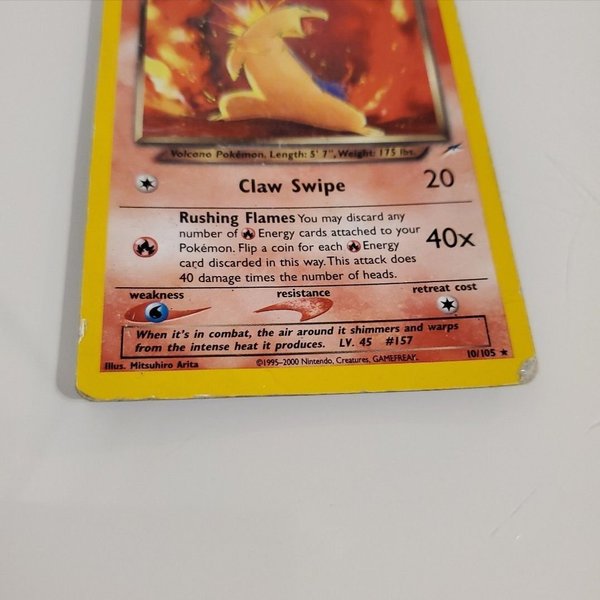 Volcano Pokémon. Length: 5' 7", Weight: 175 lbs.
Claw Swipe 20
Rushing Flames You may discard any
number of Energy cards attached to your
Pokémon. Flip a coin for each Energy
card discarded in this way. This attack does
40 damage times the number of heads.
40x
weakness resistance retreat cost
When it's in combat, the air around it shimmers and warps
from the intense heat it produces. LV. 45 #157
Illus. Mitsuhiro Arita ©1995-2000 Nintendo, Creatures, GAMEFREAK. 10/105 ★